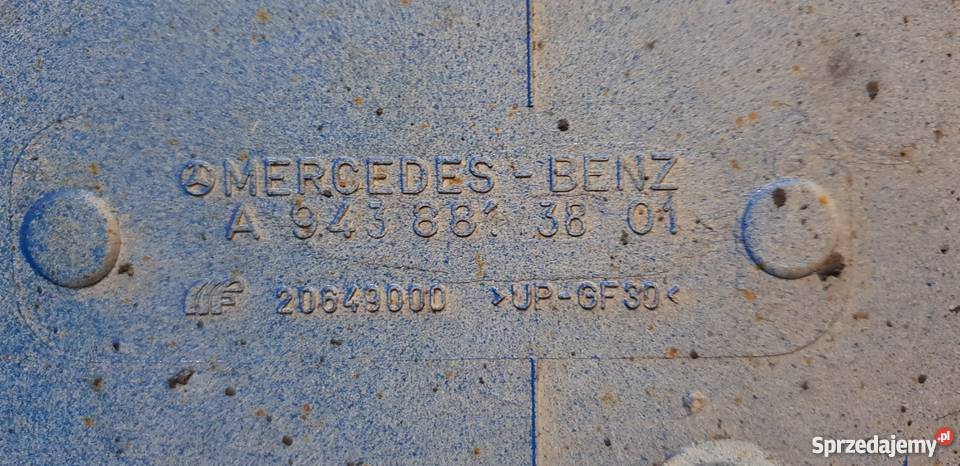 MERCEDES-BENZ
A 943 881 38 01
20649000 >UP-GF30<
Sprzedajemy.pl